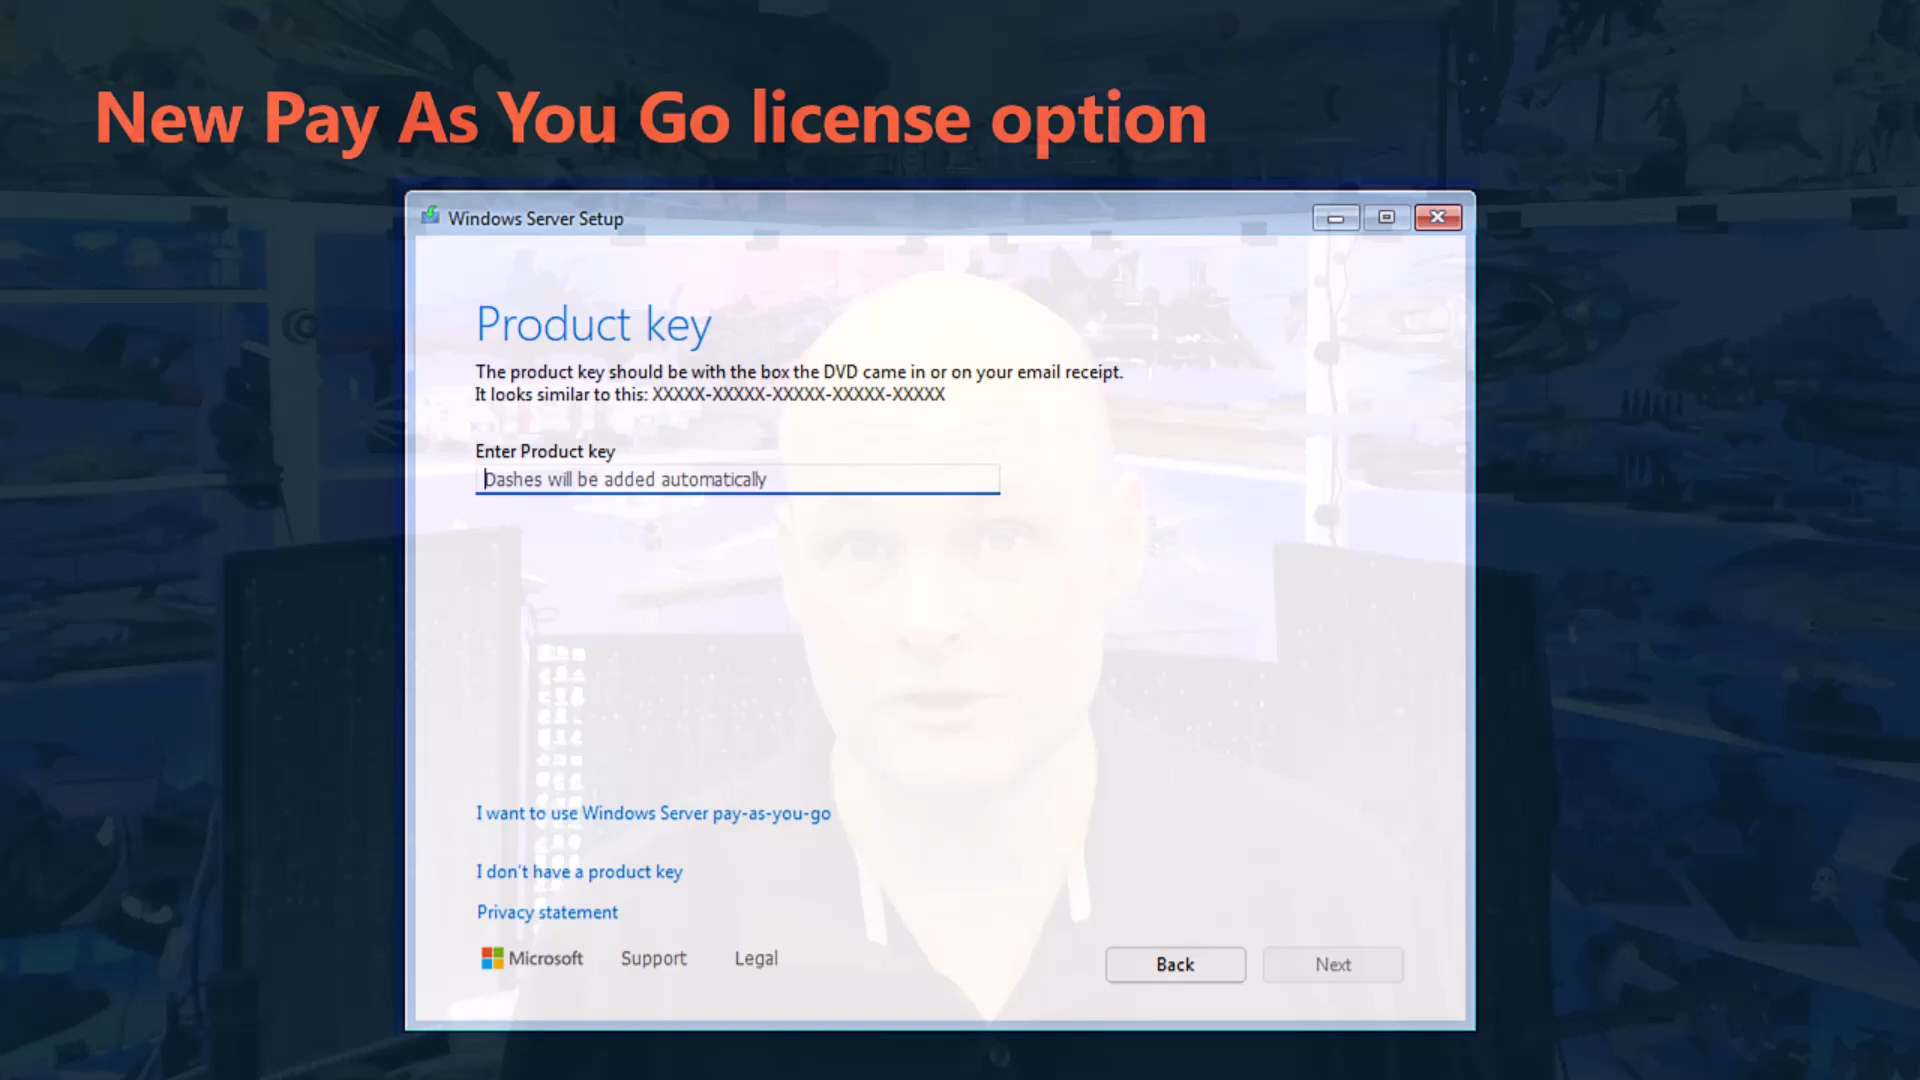 New Pay As You Go license option
Windows Server Setup
Product key
The product key should be with the box the DVD came in or on your email receipt.
It looks similar to this: XXXXX-XXXXX-XXXXX-XXXXX-XXXXX
Enter Product key
Dashes will be added automatically
I want to use Windows Server pay-as-you-go
I don't have a product key
Privacy statement
Microsoft Support Legal
Back Next